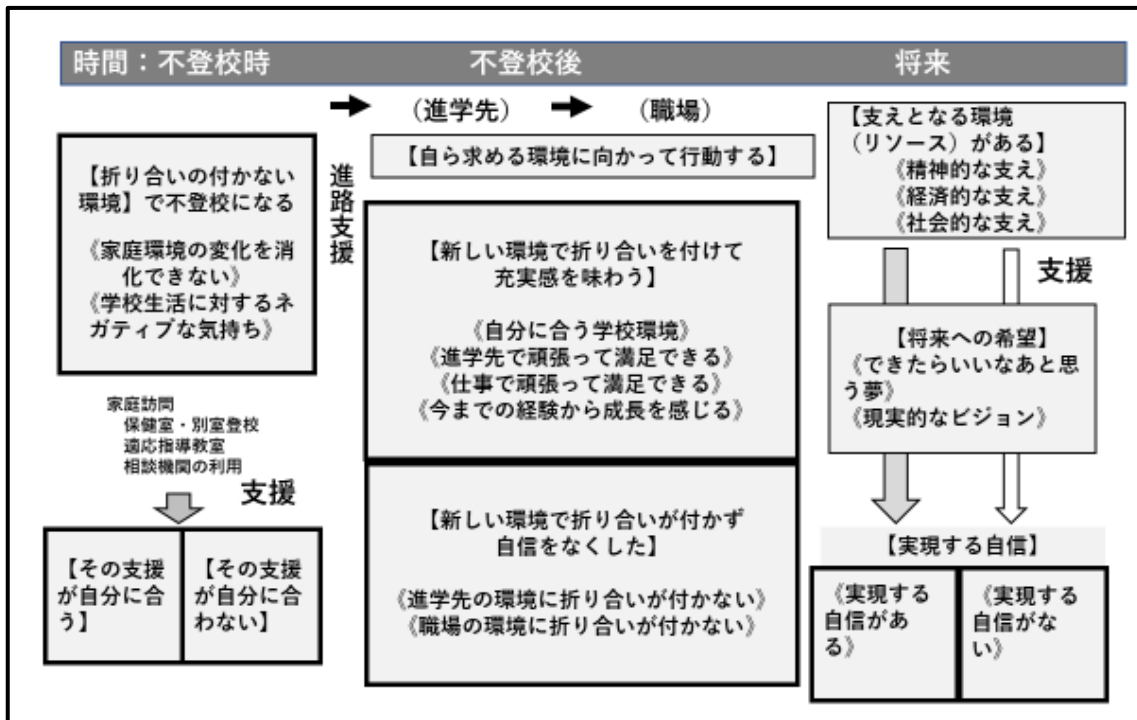 時間：不登校時
不登校後
将来
（進学先）
（職場）
【折り合いの付かない
環境】で不登校になる
《家庭環境の変化を消
化できない》
《学校生活に対するネ
ガティブな気持ち》
家庭訪問
保健室・別室登校
適応指導教室
相談機関の利用
支援
【その支援
が自分に合
う】
【その支援
が自分に合
わない】
進路支援
【自ら求める環境に向かって行動する】
【新しい環境で折り合いを付けて
充実感を味わう】
《自分に合う学校環境》
《進学先で頑張って満足できる》
《仕事で頑張って満足できる》
《今までの経験から成長を感じる》
【新しい環境で折り合いが付かず
自信をなくした】
《進学先の環境に折り合いが付かない》
《職場の環境に折り合いが付かない》
【支えとなる環境
（リソース）がある】
《精神的な支え》
《経済的な支え》
《社会的な支え》
支援
【将来への希望】
《できたらいいなあと思
う夢》
《現実的なビジョン》
【実現する自信】
《実現する
自信があ
る》
《実現する
自信がな
い》